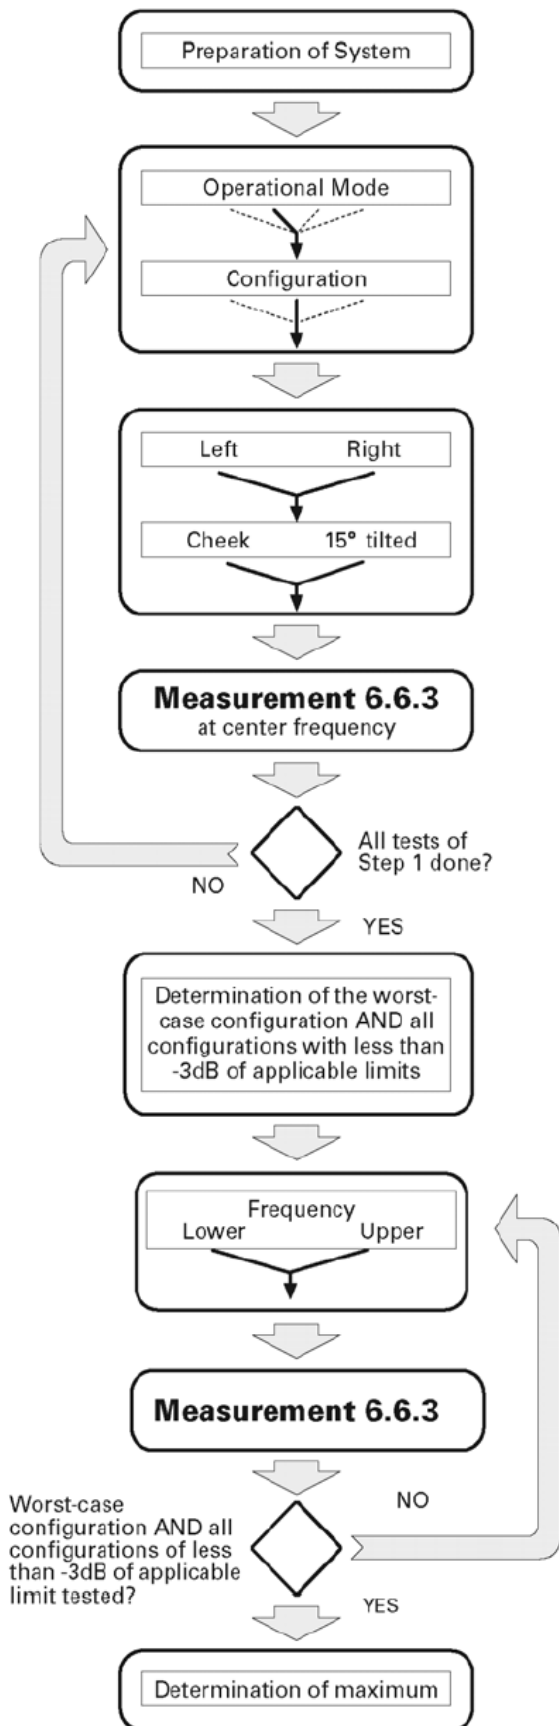 Preparation of System
Operational Mode
Configuration
Left Right
Cheek 15° tilted
Measurement 6.6.3
at center frequency
All tests of
Step 1 done?
NO
YES
Determination of the worst-
case configuration AND all
configurations with less than
-3dB of applicable limits
Frequency
Lower Upper
Measurement 6.6.3
Worst-case
configuration AND all
configurations of less
than -3dB of applicable
limit tested?
NO
YES
Determination of maximum